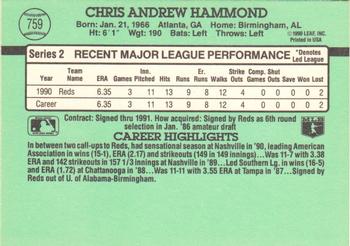 759
CHRIS ANDREW HAMMOND
Born: Jan. 21, 1966 Atlanta, GA Home: Birmingham, AL
Ht: 6'1" Wgt: 190 Bats: Left Throws: Left
© 1990 LEAF, INC.
PRINTED IN USA
Series 2 RECENT MAJOR LEAGUE PERFORMANCE *Denotes Led League
Year Team ERA Games Innings Pitched Hits Runs Er. Runs Walks Strike Outs Comp. Games Shut Outs Saves Won Lost
1990 Reds 6.35 3 11 13 9 8 12 4 0 0 0 0 2
Career 6.35 3 11 13 9 8 12 4 0 0 0 0 2
Contract: Signed thru 1991. How acquired: Signed by Reds as 6th round
selection in Jan. '86 amateur draft
CAREER HIGHLIGHTS
In between two call-ups to Reds, had sensational season at Nashville in '90, leading American
Association in wins (15-1), ERA (2.17) and strikeouts (149 in 149 innings)...Was 11-7 with 3.38
ERA and 142 strikeouts in 157 1/3 innings at Nashville in '89...Led Southern Lg. in wins (16-5)
and ERA (1.72) at Chattanooga in '88...Was 11-11 with 3.55 ERA at Tampa in '87...Signed by
Reds out of U. of Alabama-Birmingham.